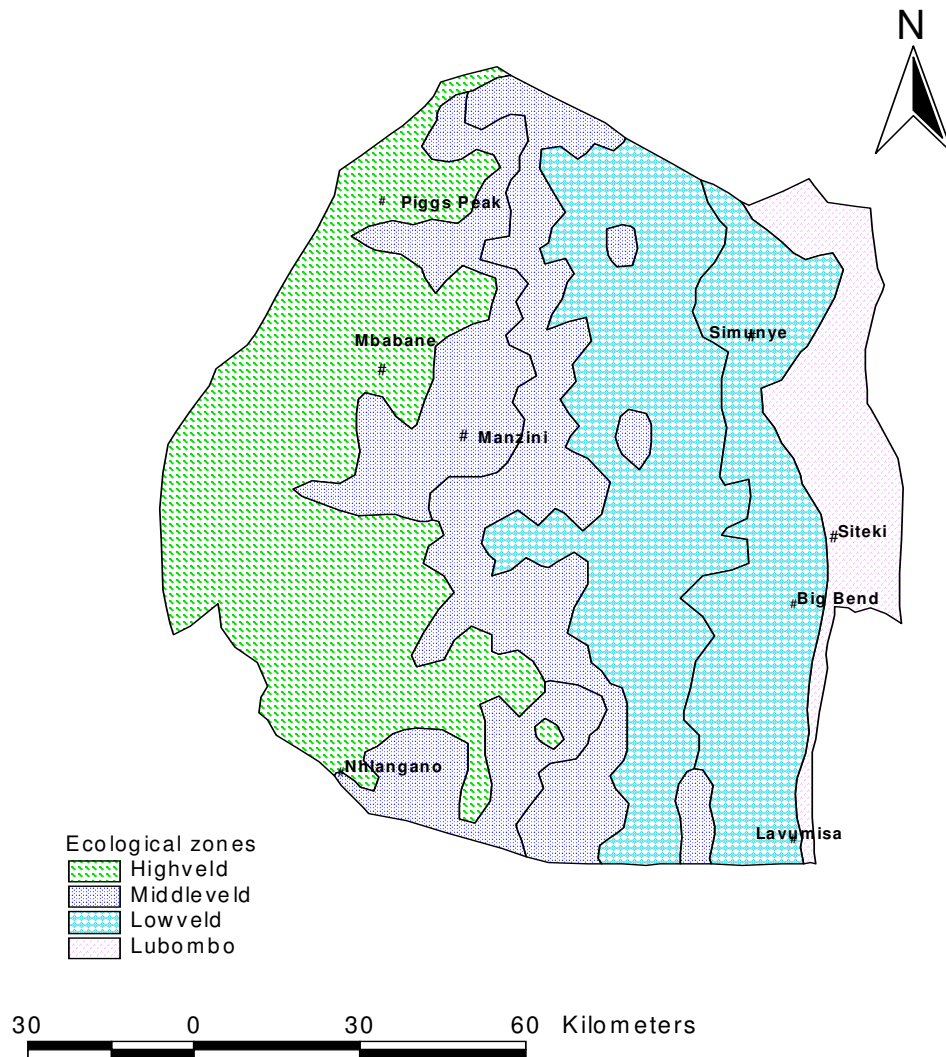 N
# Piggs Peak
Simunye
#
Mbabane
#
# Manzini
#Siteki
#Big Bend
#Nhlangano
Lavumisa
#
Ecological zones
Highveld
Middleveld
Lowveld
Lubombo
30 0 30 60 Kilometers